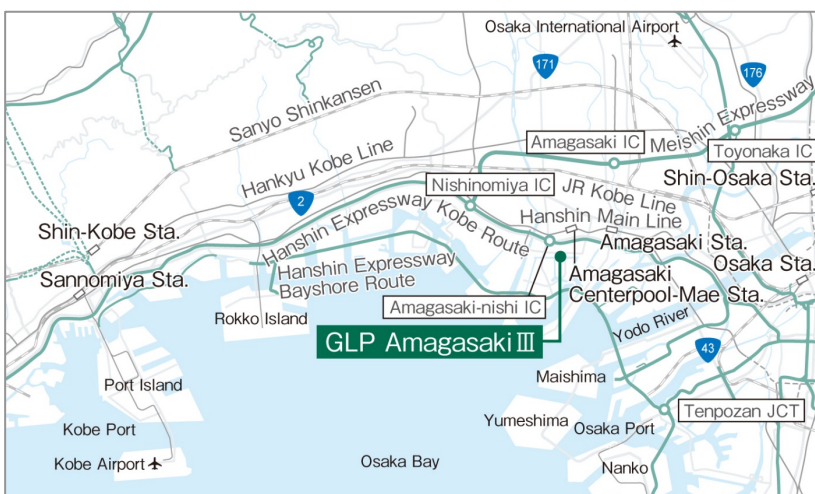 Osaka International Airport
171
176
Sanyo Shinkansen
Meishin Expressway
Amagasaki IC
Toyonaka IC
Hankyu Kobe Line
Nishinomiya IC
JR Kobe Line
Shin-Osaka Sta.
2
Hanshin Main Line
Hanshin Expressway Kobe Route
Shin-Kobe Sta.
Amagasaki Sta.
Osaka Sta.
Hanshin Expressway
Bayshore Route
Amagasaki
Centerpool-Mae Sta.
Sannomiya Sta.
Amagasaki-nishi IC
Rokko Island
Yodo River
GLP Amagasaki III
43
Maishima
Port Island
Yumeshima
Tenpozan JCT
Osaka Port
Kobe Port
Kobe Airport
Osaka Bay
Nanko